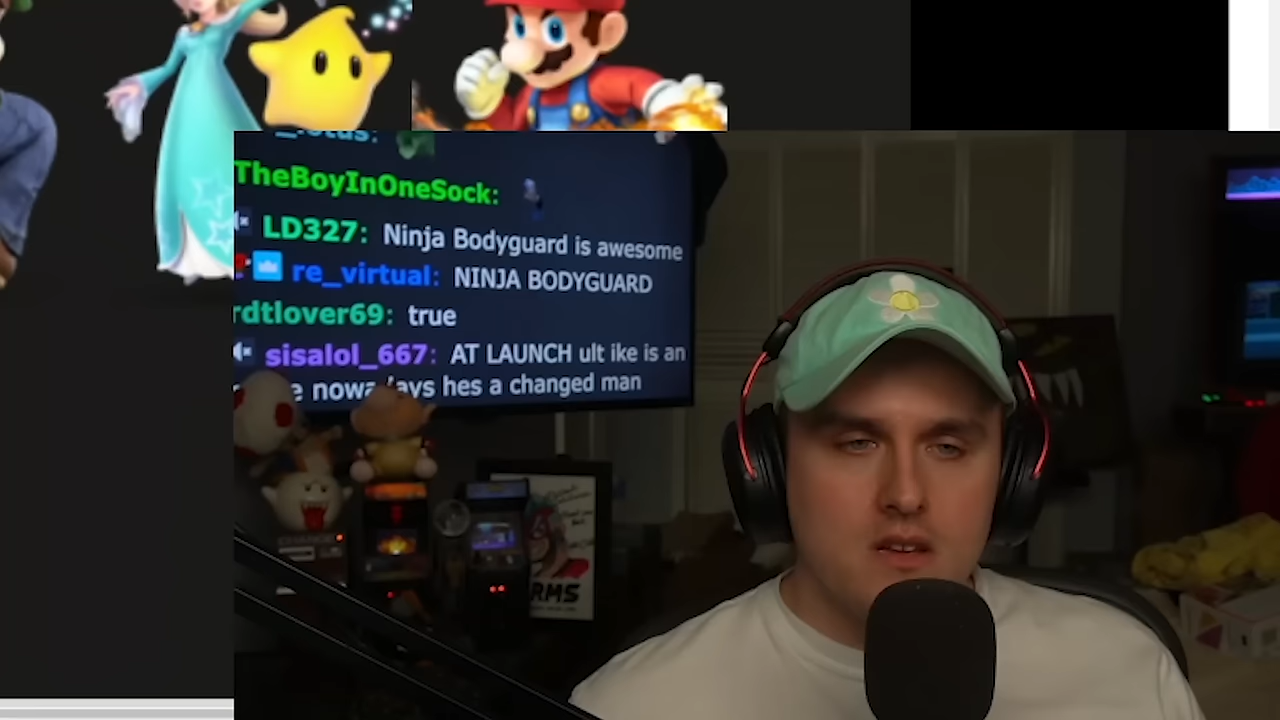 TheBoyInOneSock:
LD327: Ninja Bodyguard is awesome
re_virtual: NINJA BODYGUARD
rdtlover69: true
sisalol_667: AT LAUNCH ult ike is an
hes a changed man
RMS